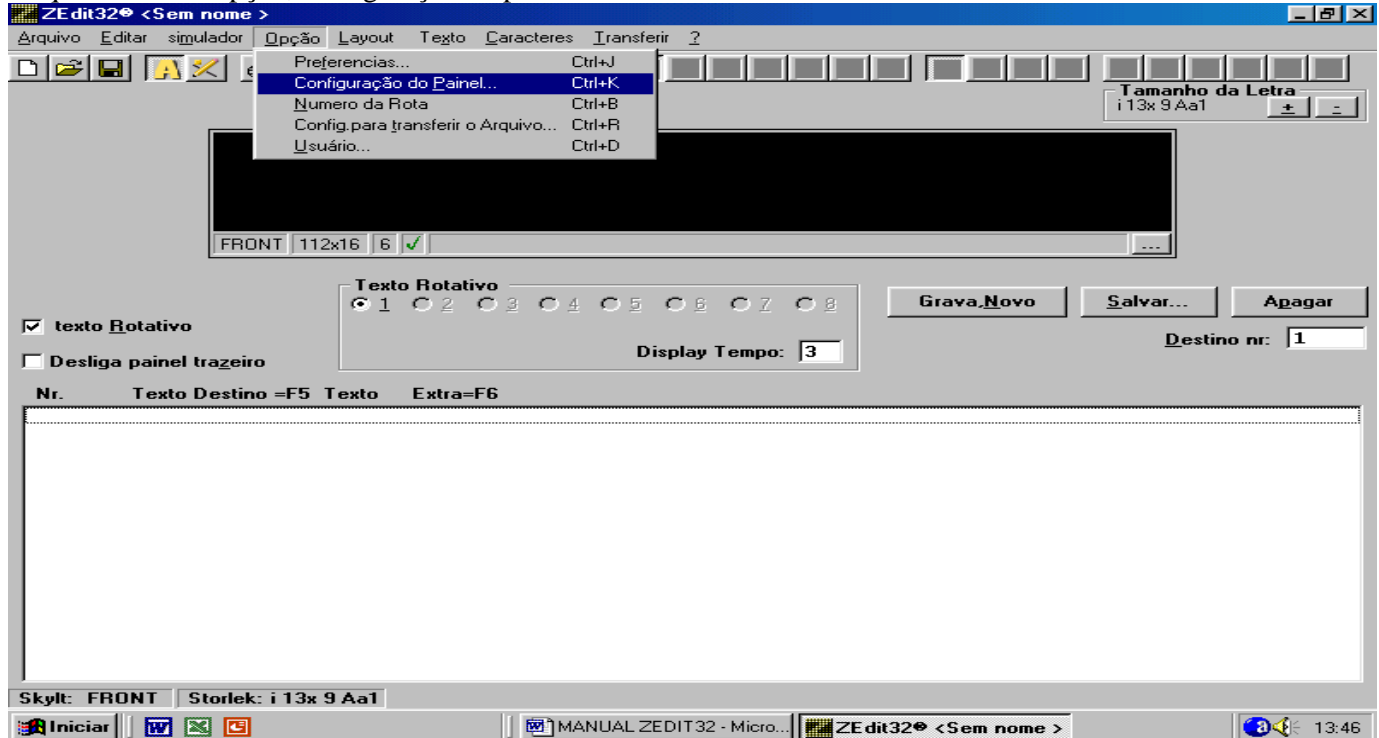 ZEdit32® <Sem nome >
Arquivo Editar simulador Opção Layout Texto Caracteres Transferir ?
Preferencias... Ctrl+J
Configuração do Painel... Ctrl+K
Numero da Rota Ctrl+B
Config.para transferir o Arquivo... Ctrl+R
Usuário... Ctrl+D
Tamanho da Letra
i 13x 9 Aa1 + -
FRONT 112x16 6 ...
Texto Rotativo
1 2 3 4 5 6 7 8
Grava,Novo Salvar... Apagar
texto Rotativo
Destino nr: 1
Display Tempo: 3
Desliga painel trazeiro
Nr. Texto Destino =F5 Texto Extra=F6
Skylt: FRONT Storlek: i 13x 9 Aa1
Iniciar MANUAL ZEDIT32 - Micro... ZEdit32® <Sem nome > 13:46